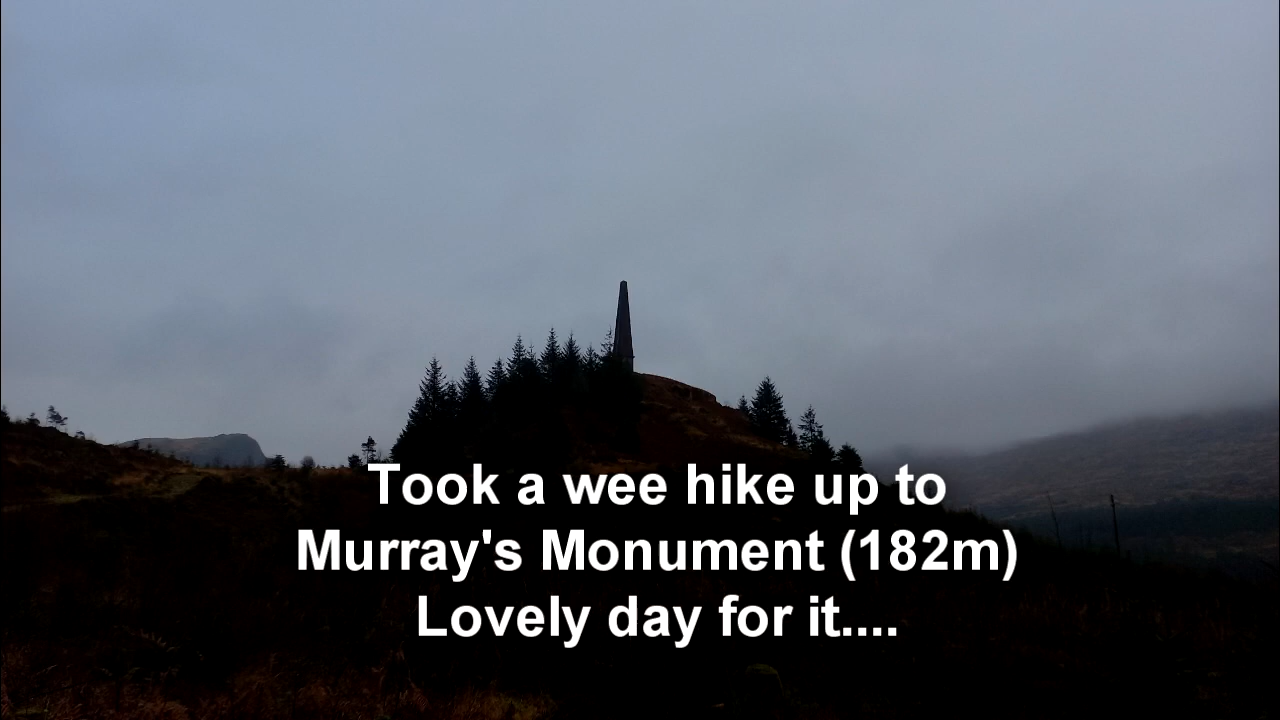 Took a wee hike up to
Murray's Monument (182m)
Lovely day for it....